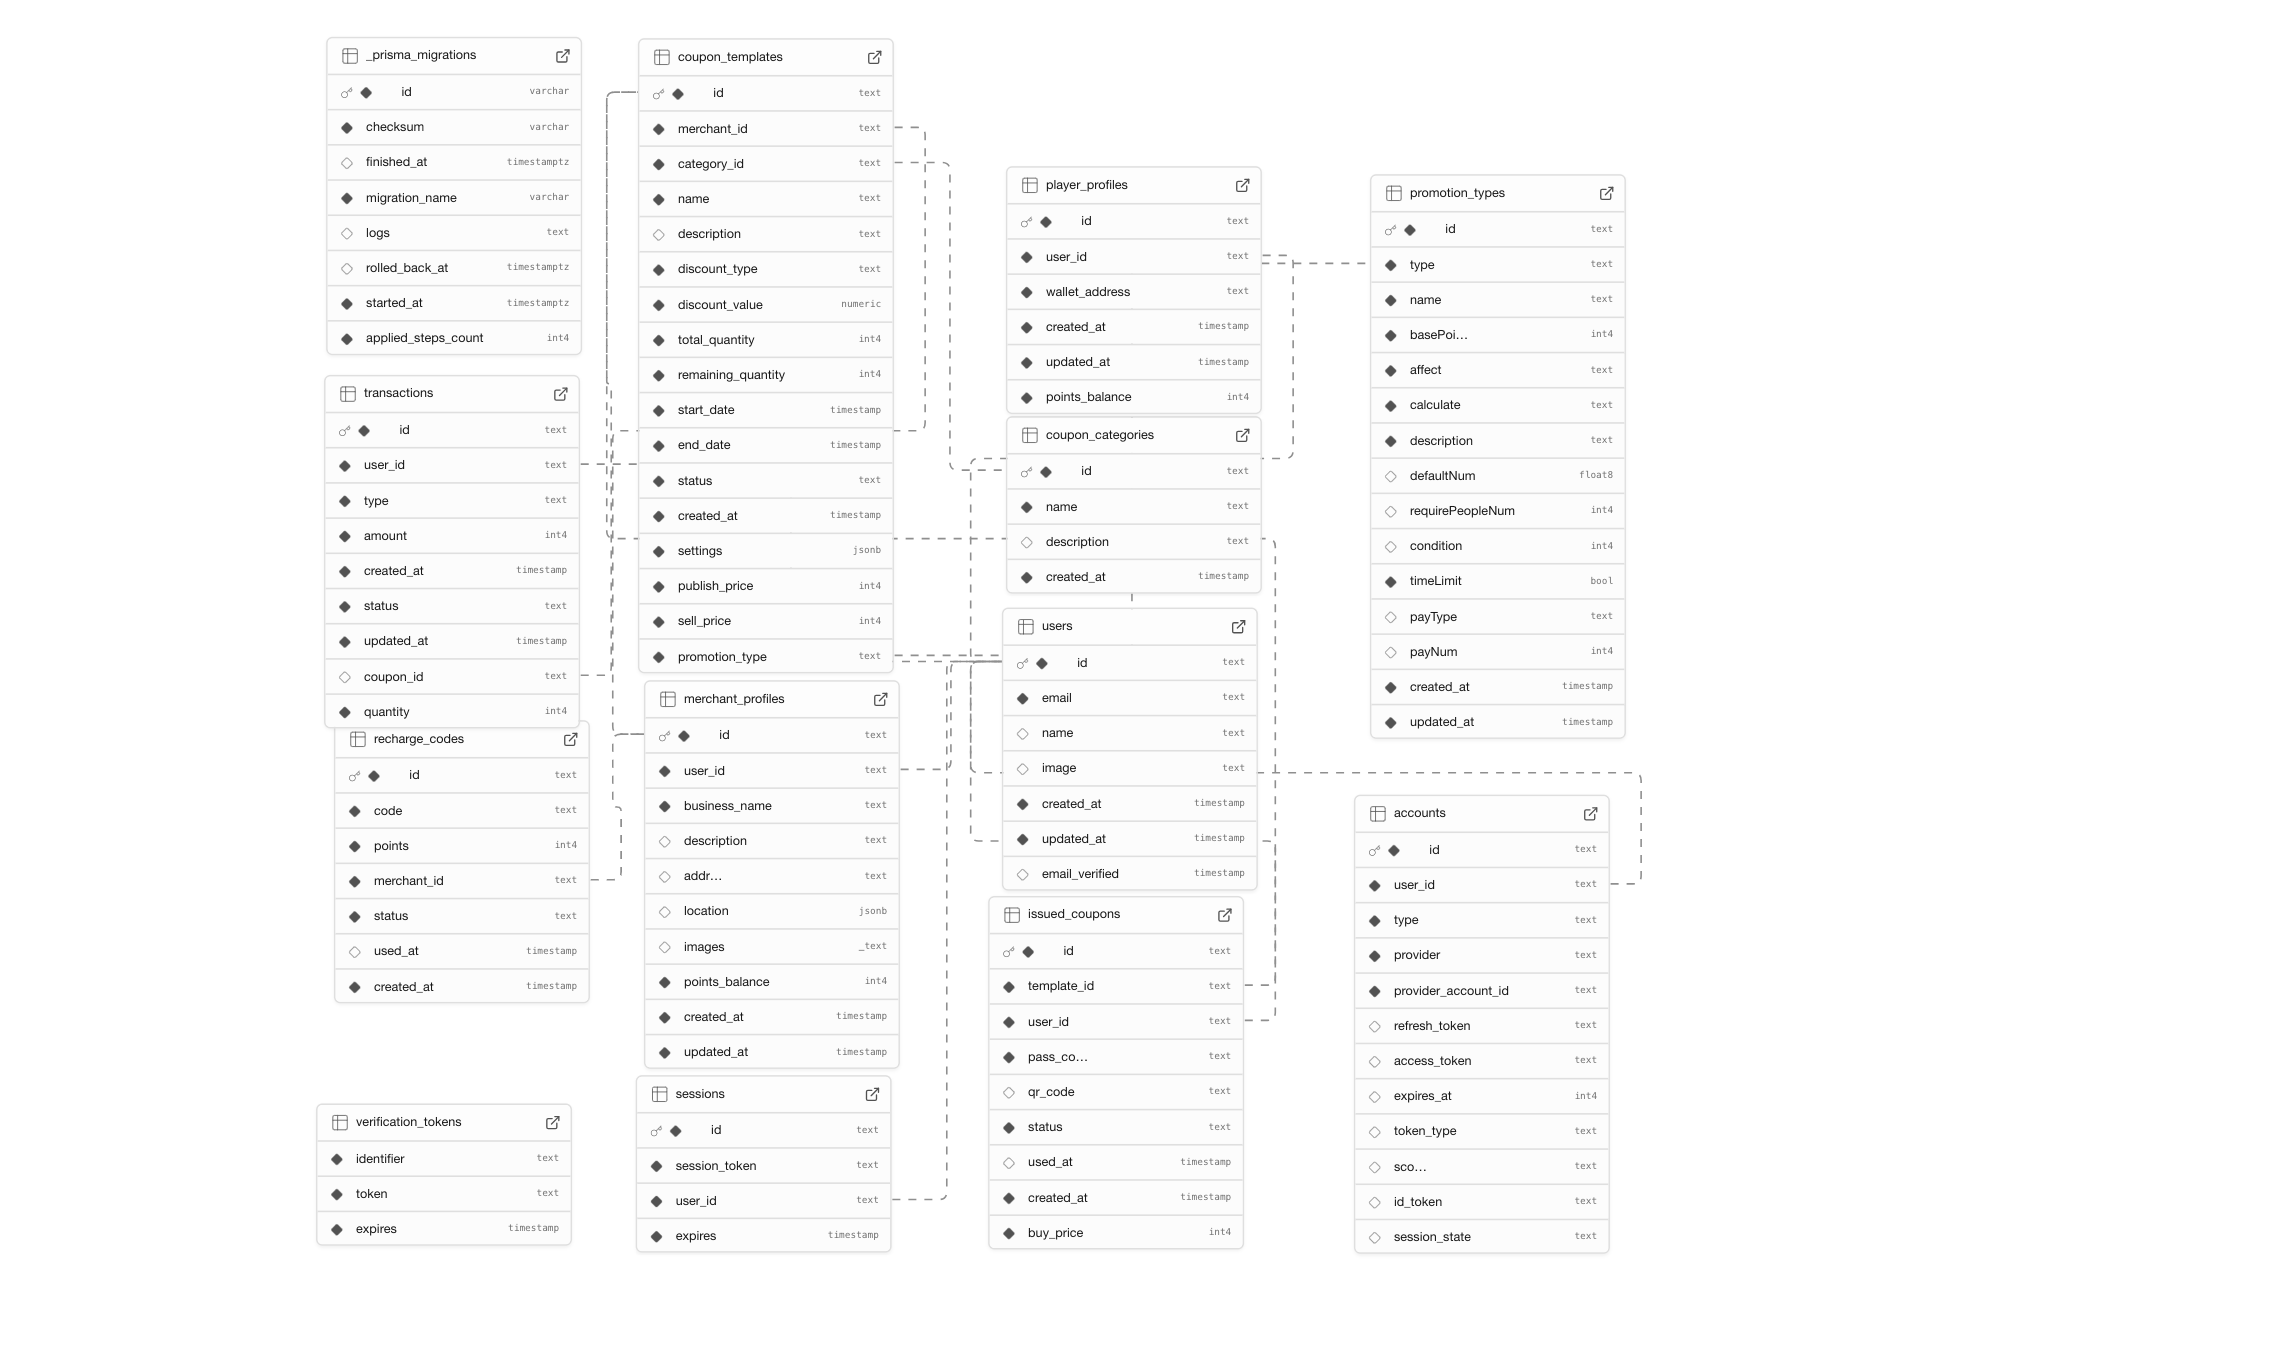 _prisma_migrations
id varchar
checksum varchar
finished_at timestamptz
migration_name varchar
logs text
rolled_back_at timestamptz
started_at timestamptz
applied_steps_count int4
transactions
id text
user_id text
type text
amount int4
created_at timestamp
status text
updated_at timestamp
coupon_id text
quantity int4
recharge_codes
id text
code text
points int4
merchant_id text
status text
used_at timestamp
created_at timestamp
verification_tokens
identifier text
token text
expires timestamp
coupon_templates
id text
merchant_id text
category_id text
name text
description text
discount_type text
discount_value numeric
total_quantity int4
remaining_quantity int4
start_date timestamp
end_date timestamp
status text
created_at timestamp
settings jsonb
publish_price int4
sell_price int4
promotion_type text
merchant_profiles
id text
user_id text
business_name text
description text
addr... text
location jsonb
images _text
points_balance int4
created_at timestamp
updated_at timestamp
sessions
id text
session_token text
user_id text
expires timestamp
player_profiles
id text
user_id text
wallet_address text
created_at timestamp
updated_at timestamp
points_balance int4
coupon_categories
id text
name text
description text
created_at timestamp
users
id text
email text
name text
image text
created_at timestamp
updated_at timestamp
email_verified timestamp
issued_coupons
id text
template_id text
user_id text
pass_co... text
qr_code text
status text
used_at timestamp
created_at timestamp
buy_price int4
promotion_types
id text
type text
name text
basePoi... int4
affect text
calculate text
description text
defaultNum float8
requirePeopleNum int4
condition int4
timeLimit bool
payType text
payNum int4
created_at timestamp
updated_at timestamp
accounts
id text
user_id text
type text
provider text
provider_account_id text
refresh_token text
access_token text
expires_at int4
token_type text
sco... text
id_token text
session_state text